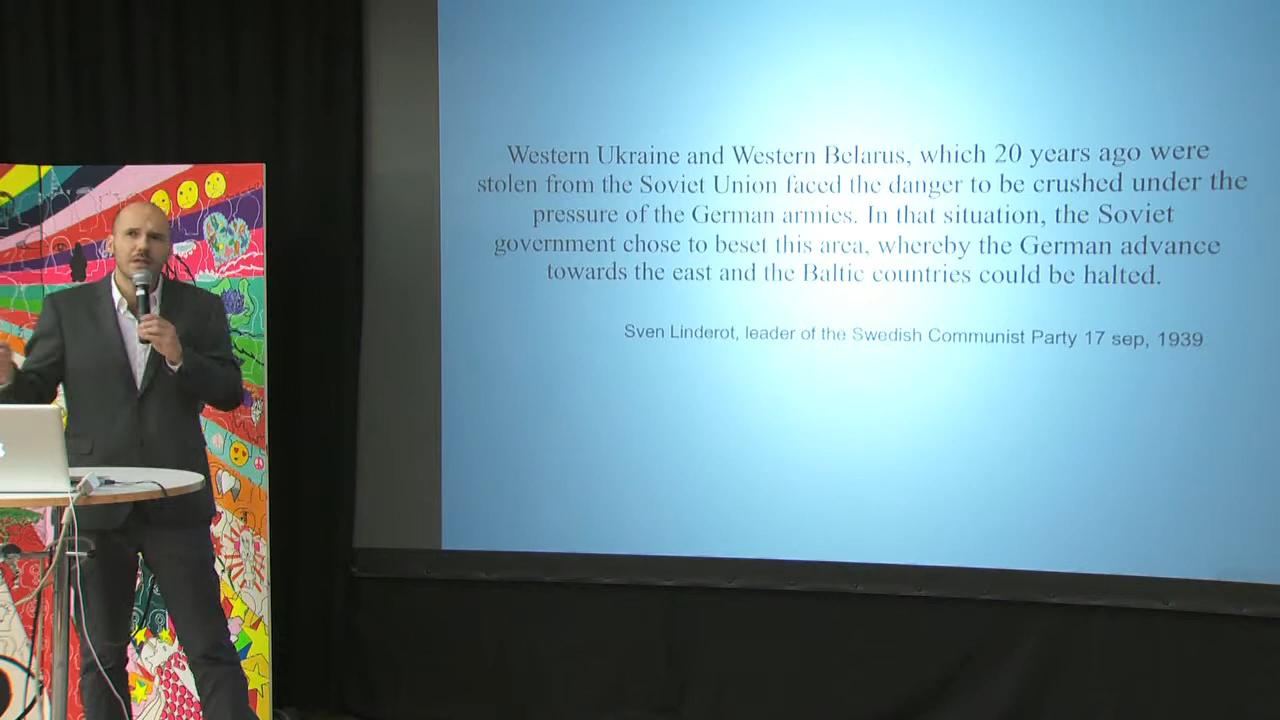 Western Ukraine and Western Belarus, which 20 years ago were
stolen from the Soviet Union faced the danger to be crushed under the
pressure of the German armies. In that situation, the Soviet
government chose to beset this area, whereby the German advance
towards the east and the Baltic countries could be halted.
Sven Linderot, leader of the Swedish Communist Party 17 sep, 1939